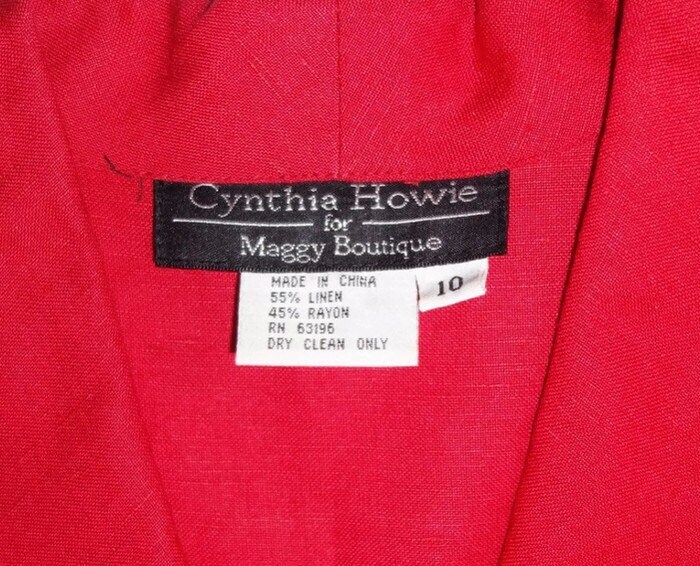 Cynthia Howie
for
Maggy Boutique
MADE IN CHINA
55% LINEN
45% RAYON
RN 63196
DRY CLEAN ONLY
10